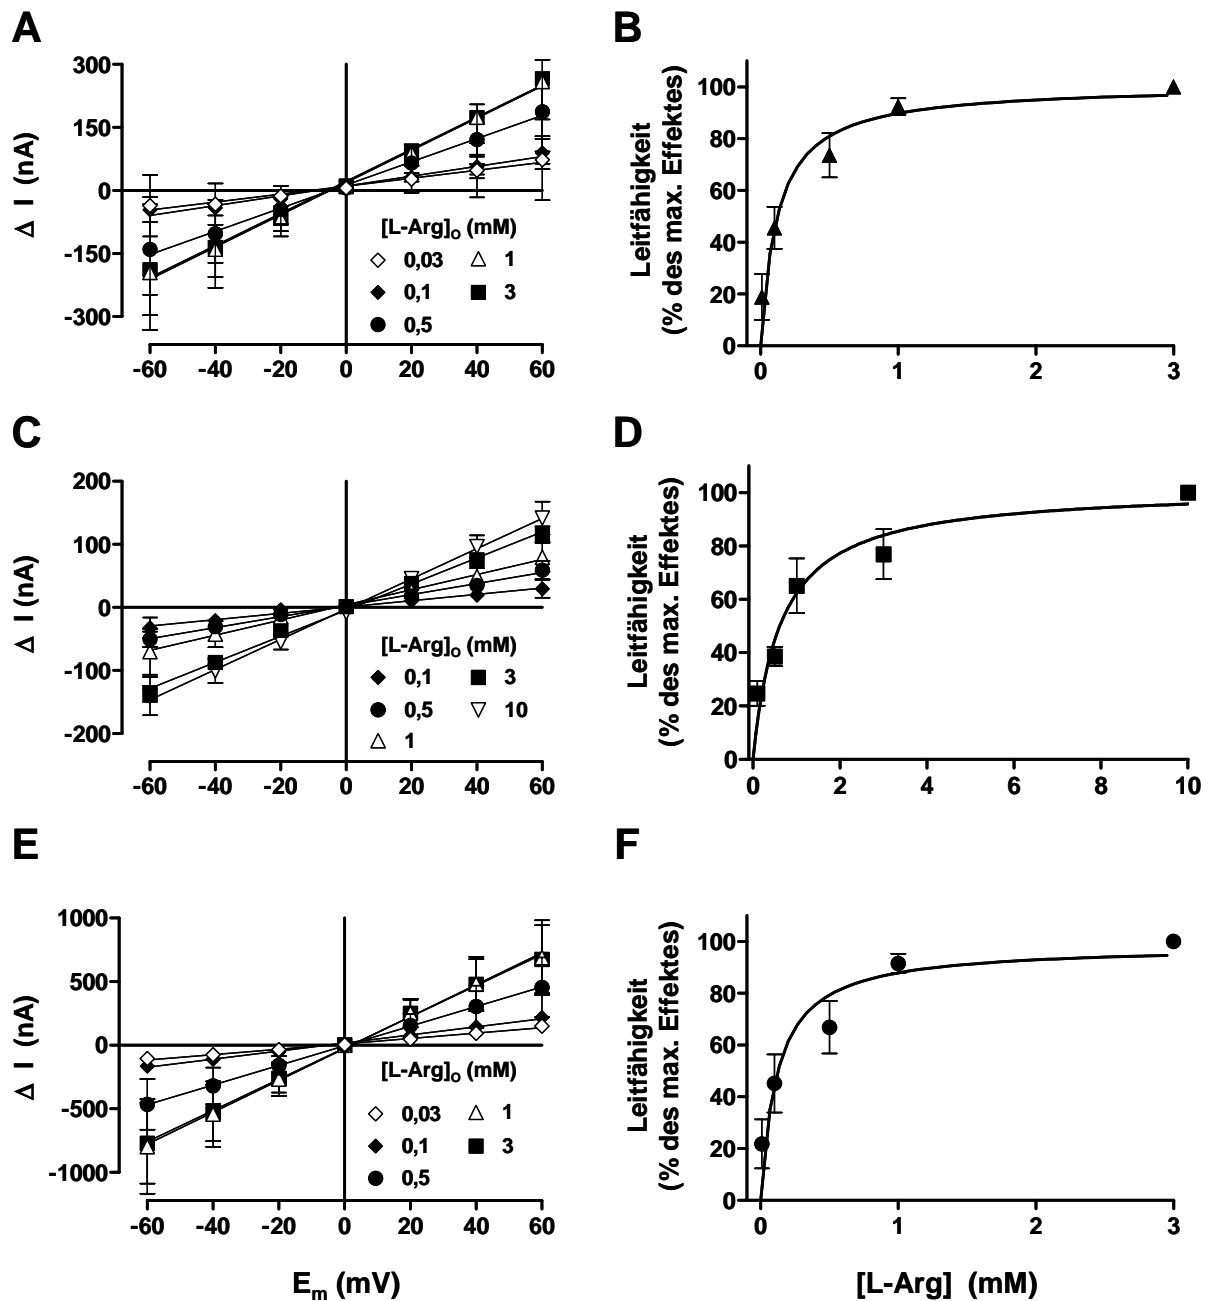 A
300
150
0
-150
-300
Δ I (nA)
[L-Arg]O (mM)
0,03 1
0,1 3
0,5
-60 -40 -20 0 20 40 60
B
Leitfähigkeit
(% des max. Effektes)
100
80
60
40
20
0
0 1 2 3
C
200
100
0
-100
-200
Δ I (nA)
[L-Arg]O (mM)
0,1 3
0,5 10
1
-60 -40 -20 0 20 40 60
D
Leitfähigkeit
(% des max. Effektes)
100
80
60
40
20
0
0 2 4 6 8 10
E
1000
500
0
-500
-1000
Δ I (nA)
[L-Arg]O (mM)
0,03 1
0,1 3
0,5
-60 -40 -20 0 20 40 60
Em (mV)
F
Leitfähigkeit
(% des max. Effektes)
100
80
60
40
20
0
0 1 2 3
[L-Arg] (mM)